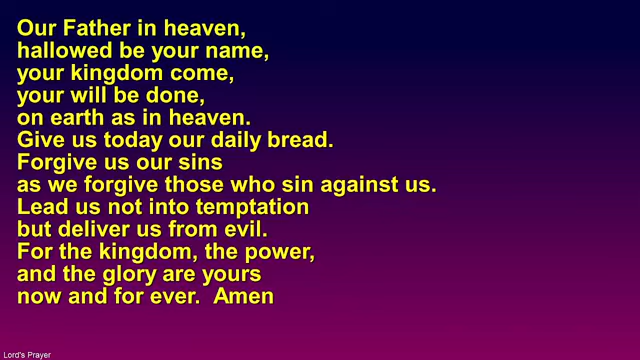 Our Father in heaven,
hallowed be your name,
your kingdom come,
your will be done,
on earth as in heaven.
Give us today our daily bread.
Forgive us our sins
as we forgive those who sin against us.
Lead us not into temptation
but deliver us from evil.
For the kingdom, the power,
and the glory are yours
now and for ever.  Amen
Lord's Prayer